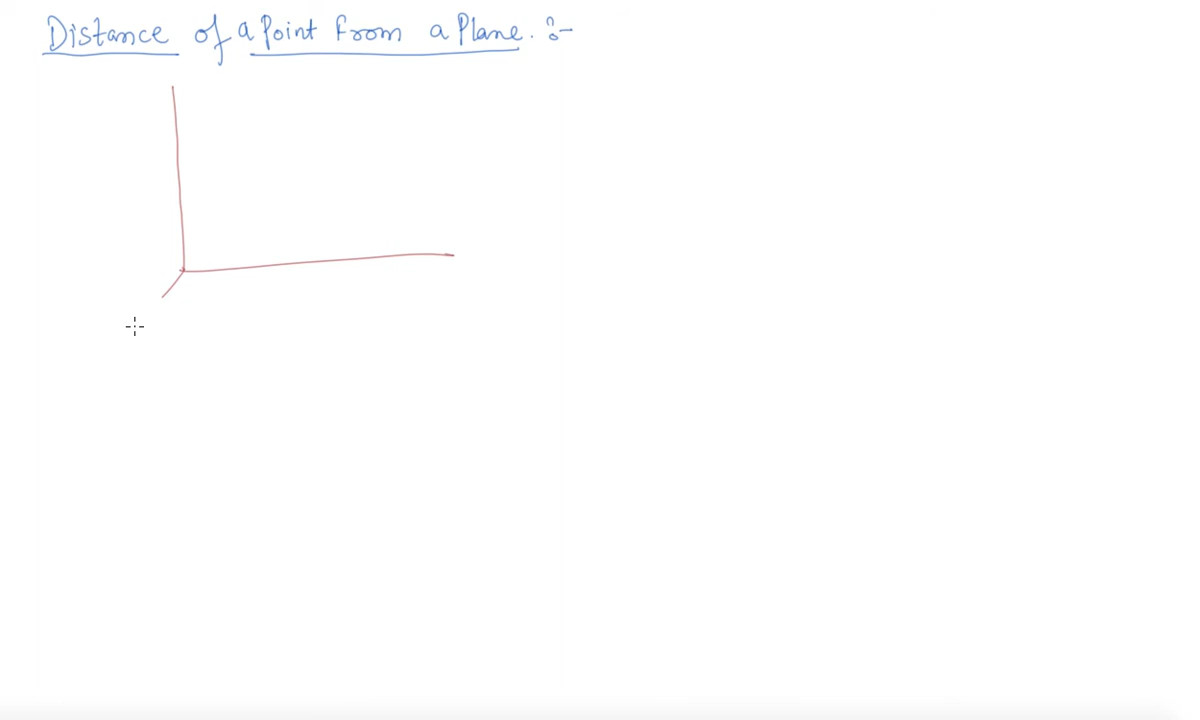 Distance of a Point from a Plane. :-